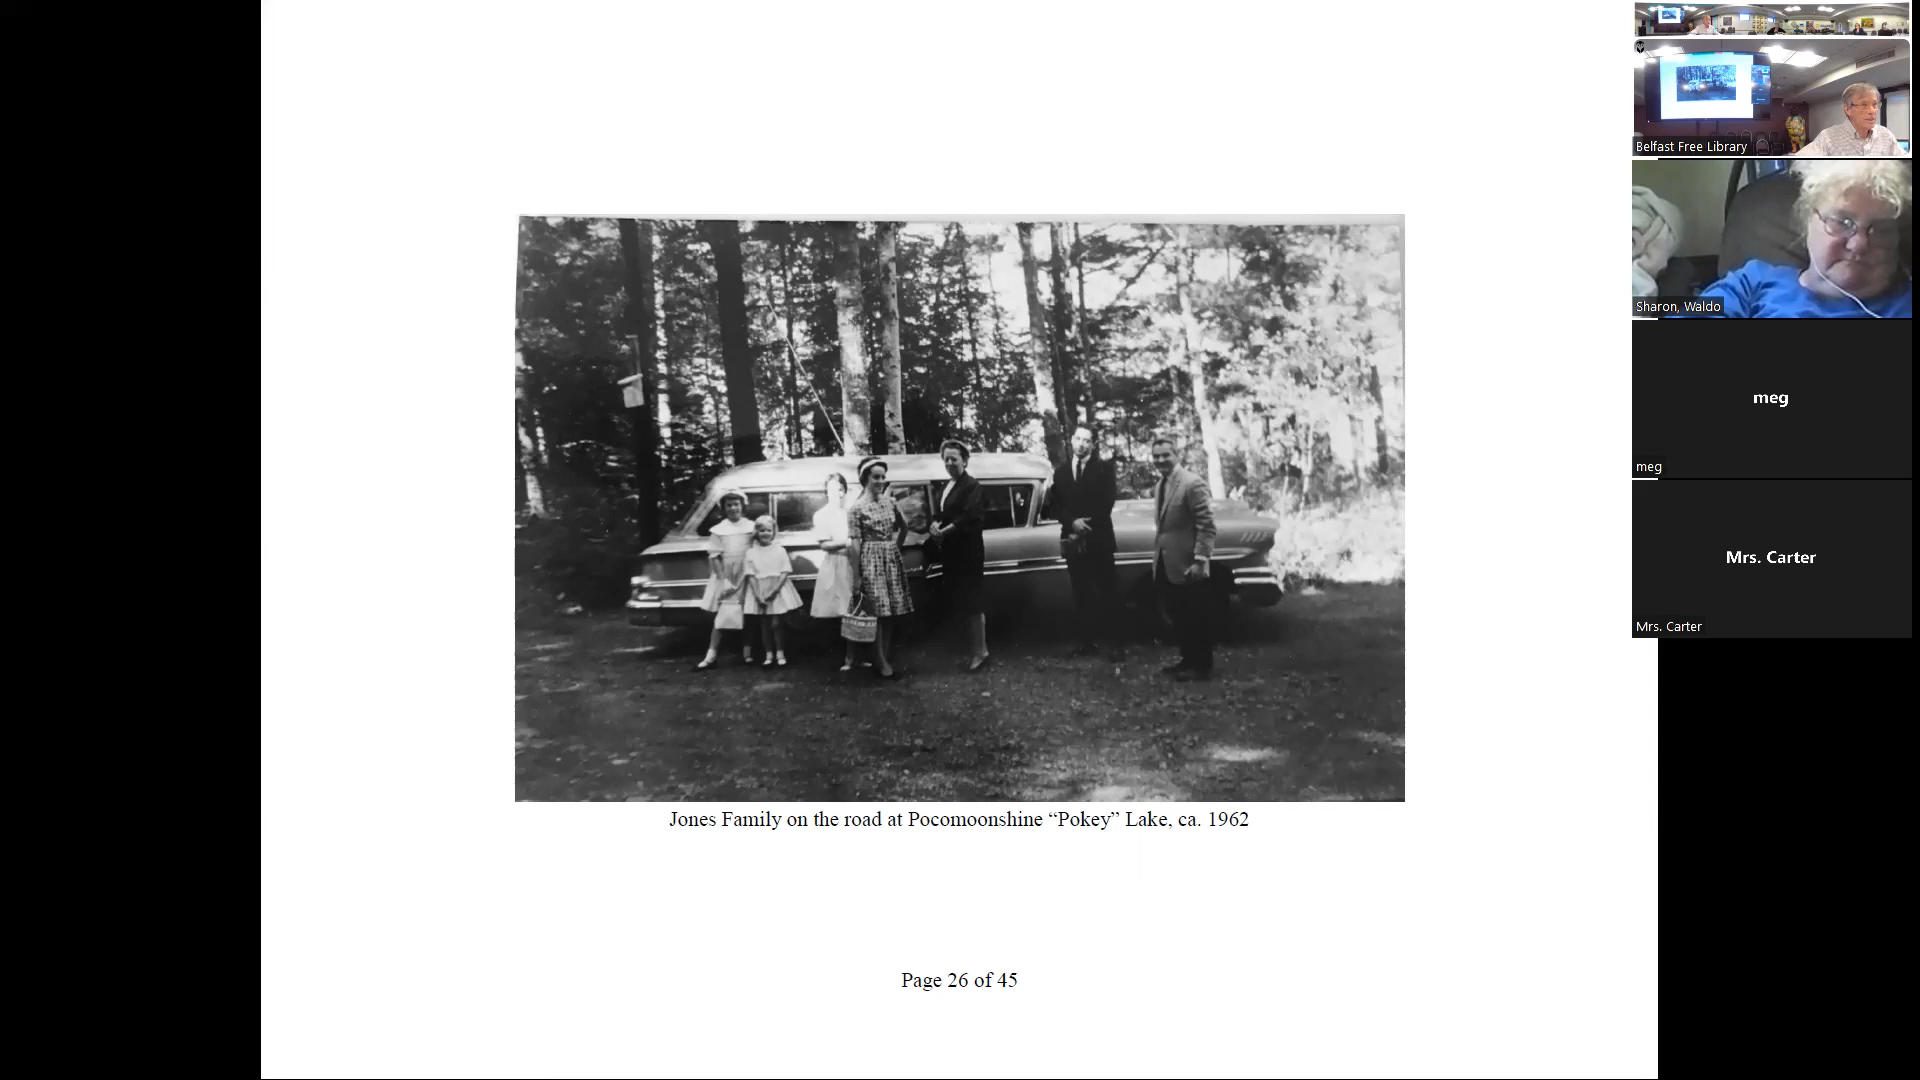 Jones Family on the road at Pocomoonshine “Pokey” Lake, ca. 1962
Page 26 of 45
Belfast Free Library
Sharon, Waldo
meg
meg
Mrs. Carter
Mrs. Carter